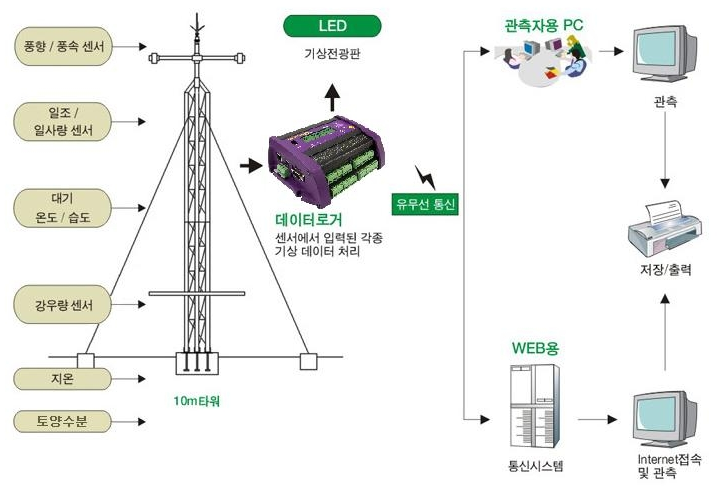 풍향 / 풍속 센서
일조 /
일사량 센서
대기
온도 / 습도
강우량 센서
지온
토양수분
10m타워
LED
기상전광판
데이터로거
센서에서 입력된 각종
기상 데이터 처리
유무선 통신
관측자용 PC
관측
저장/출력
WEB용
통신시스템
Internet접속
및 관측